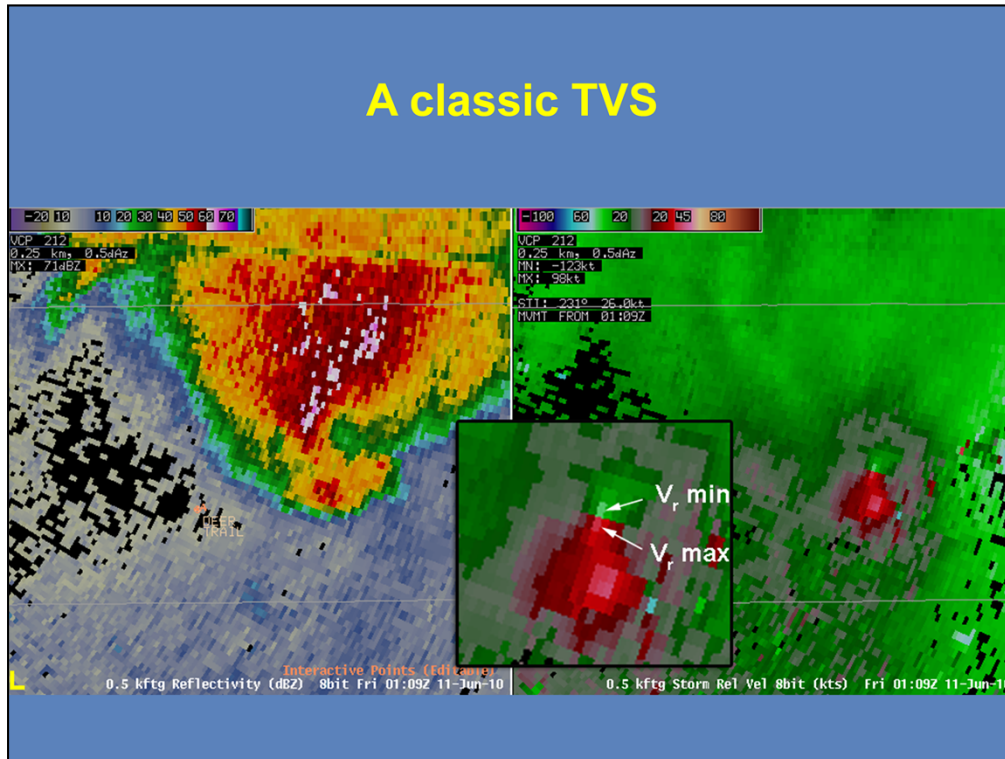 A classic TVS
-20 10 10 20 30 40 50 60 70
VCP 212
0.25 km, 0.5dAz
MX: 71dBZ
DEER
TRAIL
Interactive Points (Editable)
0.5 kftg Reflectivity (dBZ) 8bit Fri 01:09Z 11-Jun-10
-100 60 20 20 45 80
VCP 212
0.25 km, 0.5dAz
MN: -123kt
MX: 98kt
STI: 231º 26.0kt
MVMT FROM 01:09Z
Vr min
Vr max
0.5 kftg Storm Rel Vel 8bit (kts) Fri 01:09Z 11-Jun-10
L